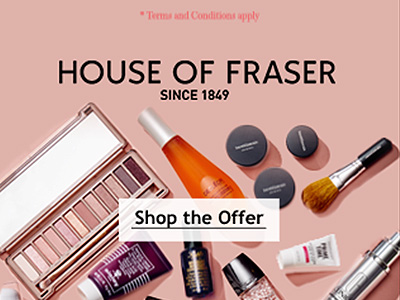 * Terms and Conditions apply
HOUSE OF FRASER
SINCE 1849
Shop the Offer